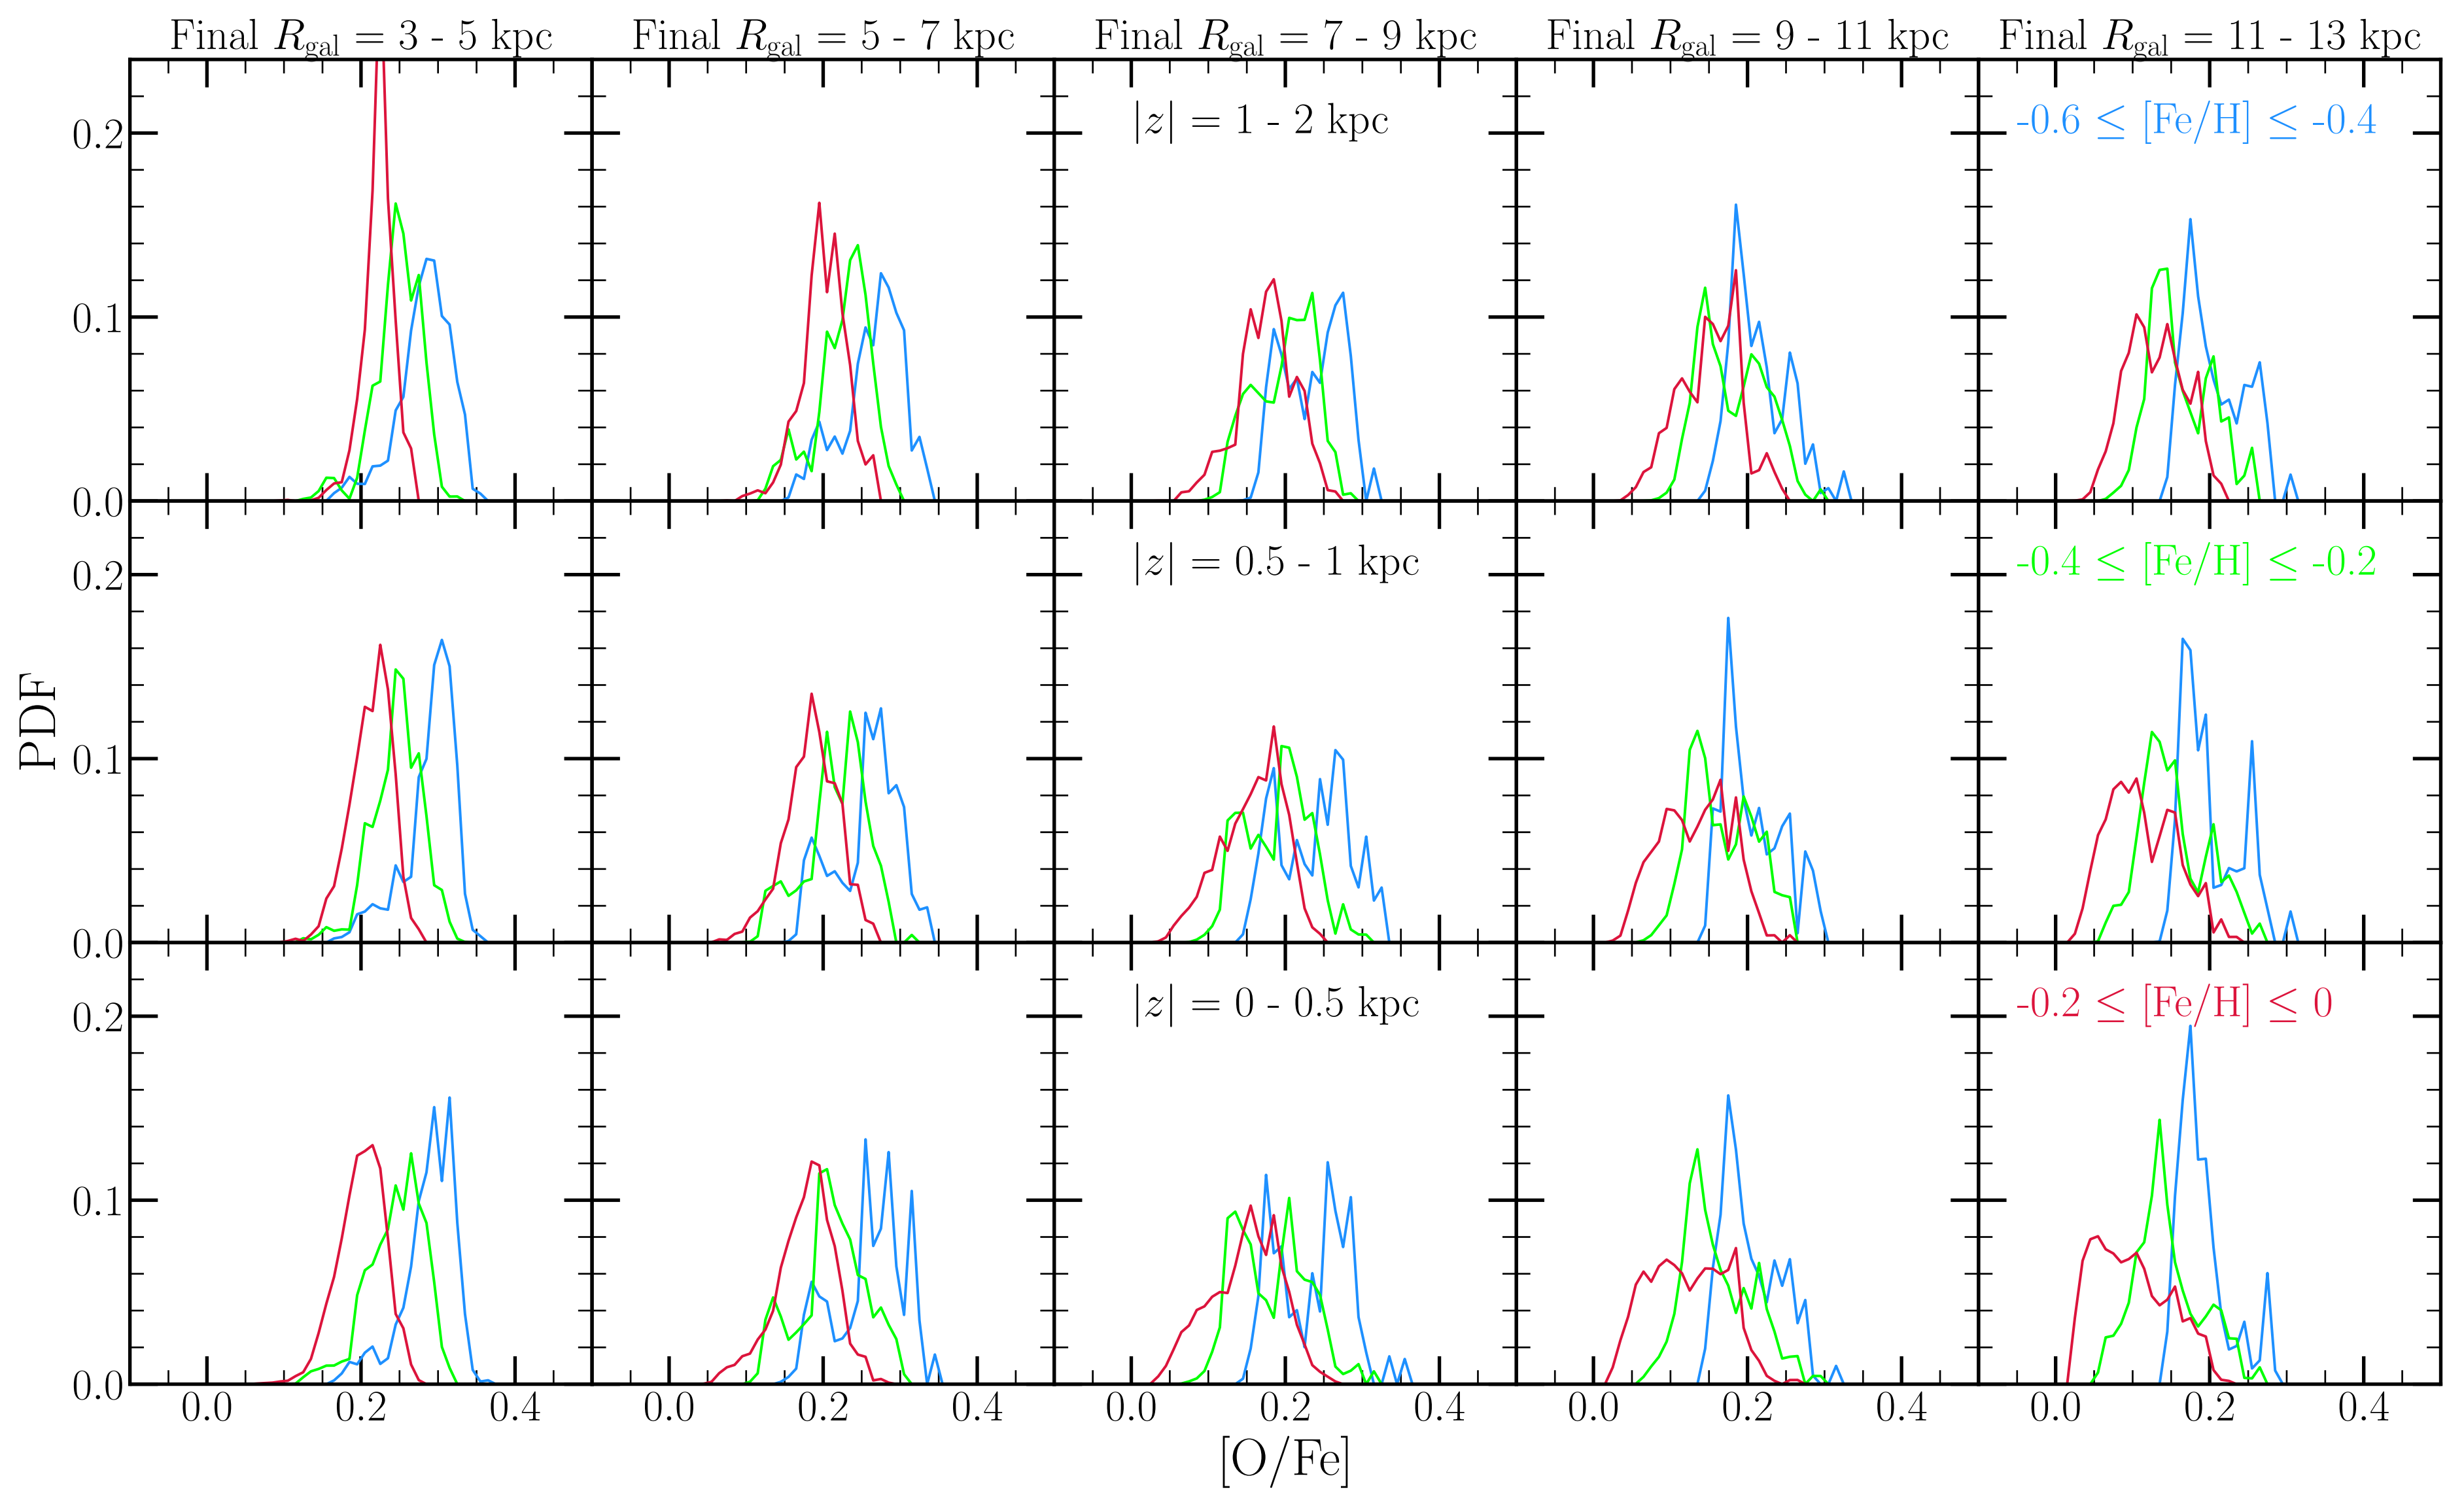 Final R_gal = 3 - 5 kpc
Final R_gal = 5 - 7 kpc
Final R_gal = 7 - 9 kpc
Final R_gal = 9 - 11 kpc
Final R_gal = 11 - 13 kpc
|z| = 1 - 2 kpc
-0.6 ≤ [Fe/H] ≤ -0.4
0.2
0.1
0.0
|z| = 0.5 - 1 kpc
-0.4 ≤ [Fe/H] ≤ -0.2
0.2
0.1
0.0
PDF
|z| = 0 - 0.5 kpc
-0.2 ≤ [Fe/H] ≤ 0
0.2
0.1
0.0
0.0 0.2 0.4 0.0 0.2 0.4 0.0 0.2 0.4 0.0 0.2 0.4 0.0 0.2 0.4
[O/Fe]